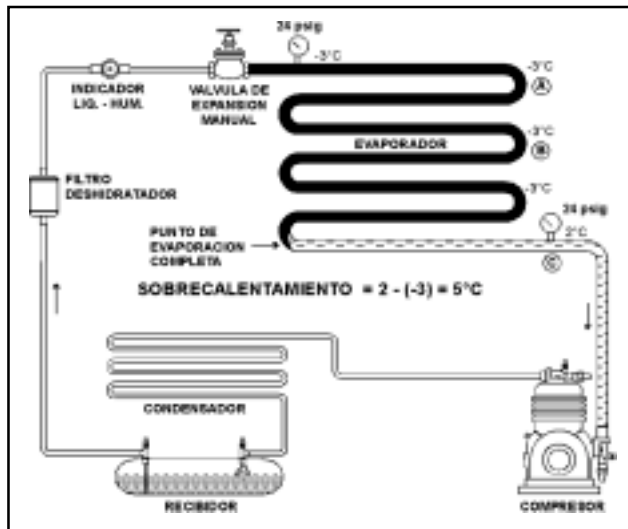 24 psig
-3°C
-3°C
A
INDICADOR
LIQ. - HUM.
VALVULA DE
EXPANSION
MANUAL
-3°C
B
EVAPORADOR
FILTRO
DESHIDRATADOR
-3°C
24 psig
2°C
PUNTO DE
EVAPORACION
COMPLETA
C
SOBRECALENTAMIENTO = 2 - (-3) = 5°C
CONDENSADOR
RECIBIDOR
COMPRESOR